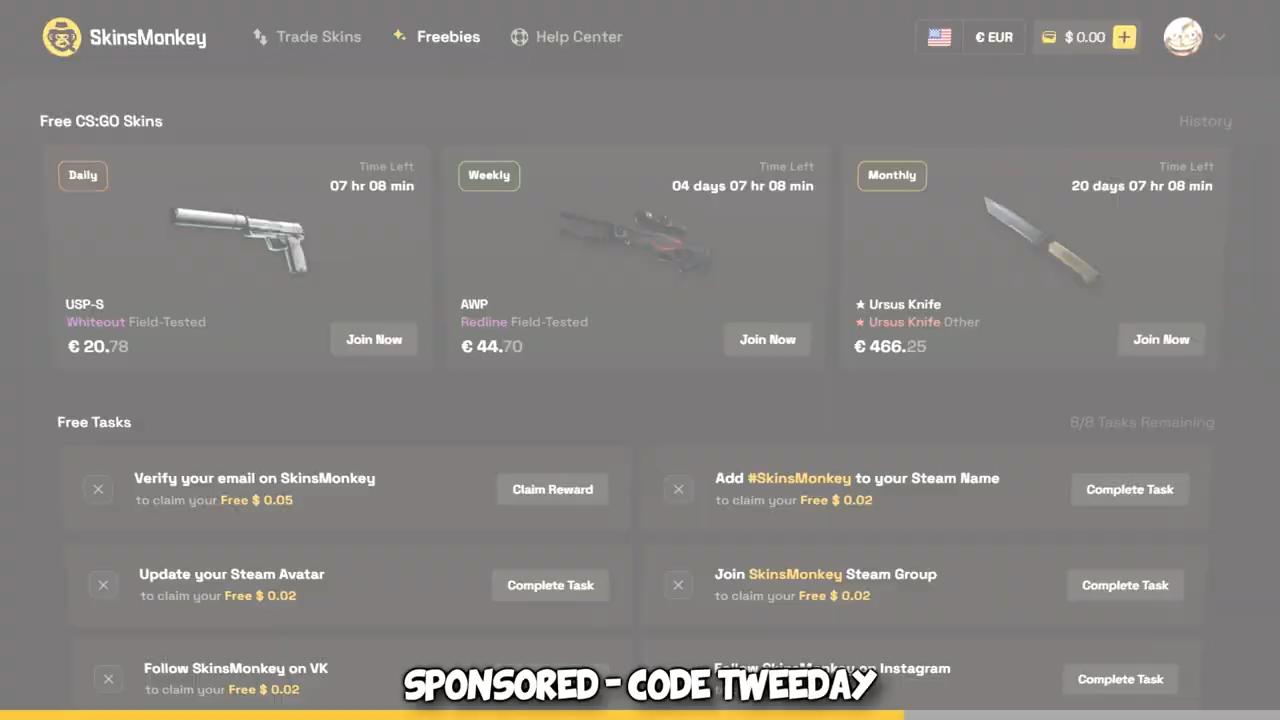 SkinsMonkey
Trade Skins
Freebies
Help Center
€ EUR
$ 0.00
Free CS:GO Skins
History
Daily
Time Left
07 hr 08 min
USP-S
Whiteout Field-Tested
€ 20.78
Join Now
Weekly
Time Left
04 days 07 hr 08 min
AWP
Redline Field-Tested
€ 44.70
Join Now
Monthly
Time Left
20 days 07 hr 08 min
★ Ursus Knife
★ Ursus Knife Other
€ 466.25
Join Now
Free Tasks
8/8 Tasks Remaining
Verify your email on SkinsMonkey
to claim your Free $ 0.05
Claim Reward
Add #SkinsMonkey to your Steam Name
to claim your Free $ 0.02
Complete Task
Update your Steam Avatar
to claim your Free $ 0.02
Complete Task
Join SkinsMonkey Steam Group
to claim your Free $ 0.02
Complete Task
Follow SkinsMonkey on VK
to claim your Free $ 0.02
Follow SkinsMonkey on Instagram
Complete Task
SPONSORED - CODE TWEEDAY